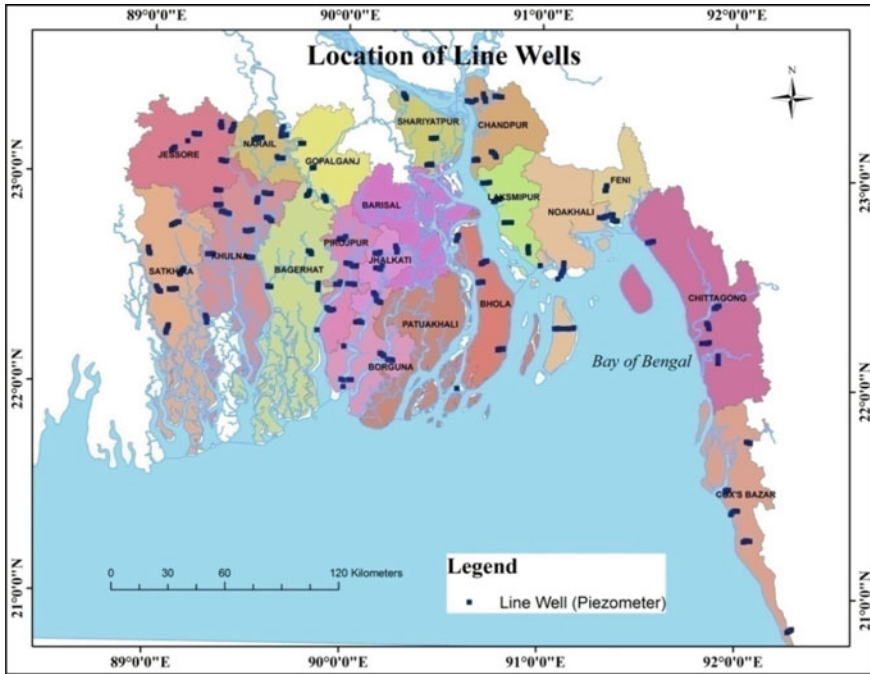 89°0'0"E 90°0'0"E 91°0'0"E 92°0'0"E
Location of Line Wells
N
SHARIYATPUR
CHANDPUR
NARAIL
JESSORE
GOPALGANJ
23°0'0"N
23°0'0"N
FENI
LAKSMIPUR
BARISAL
NOAKHALI
PIROJPUR
KHULNA
JHALKATI
SATKHIRA
BAGERHAT
CHITTAGONG
BHOLA
PATUAKHALI
Bay of Bengal
BORGUNA
22°0'0"N
22°0'0"N
COX'S BAZAR
0 30 60 120 Kilometers
Legend
Line Well (Piezometer)
21°0'0"N
21°0'0"N
89°0'0"E 90°0'0"E 91°0'0"E 92°0'0"E